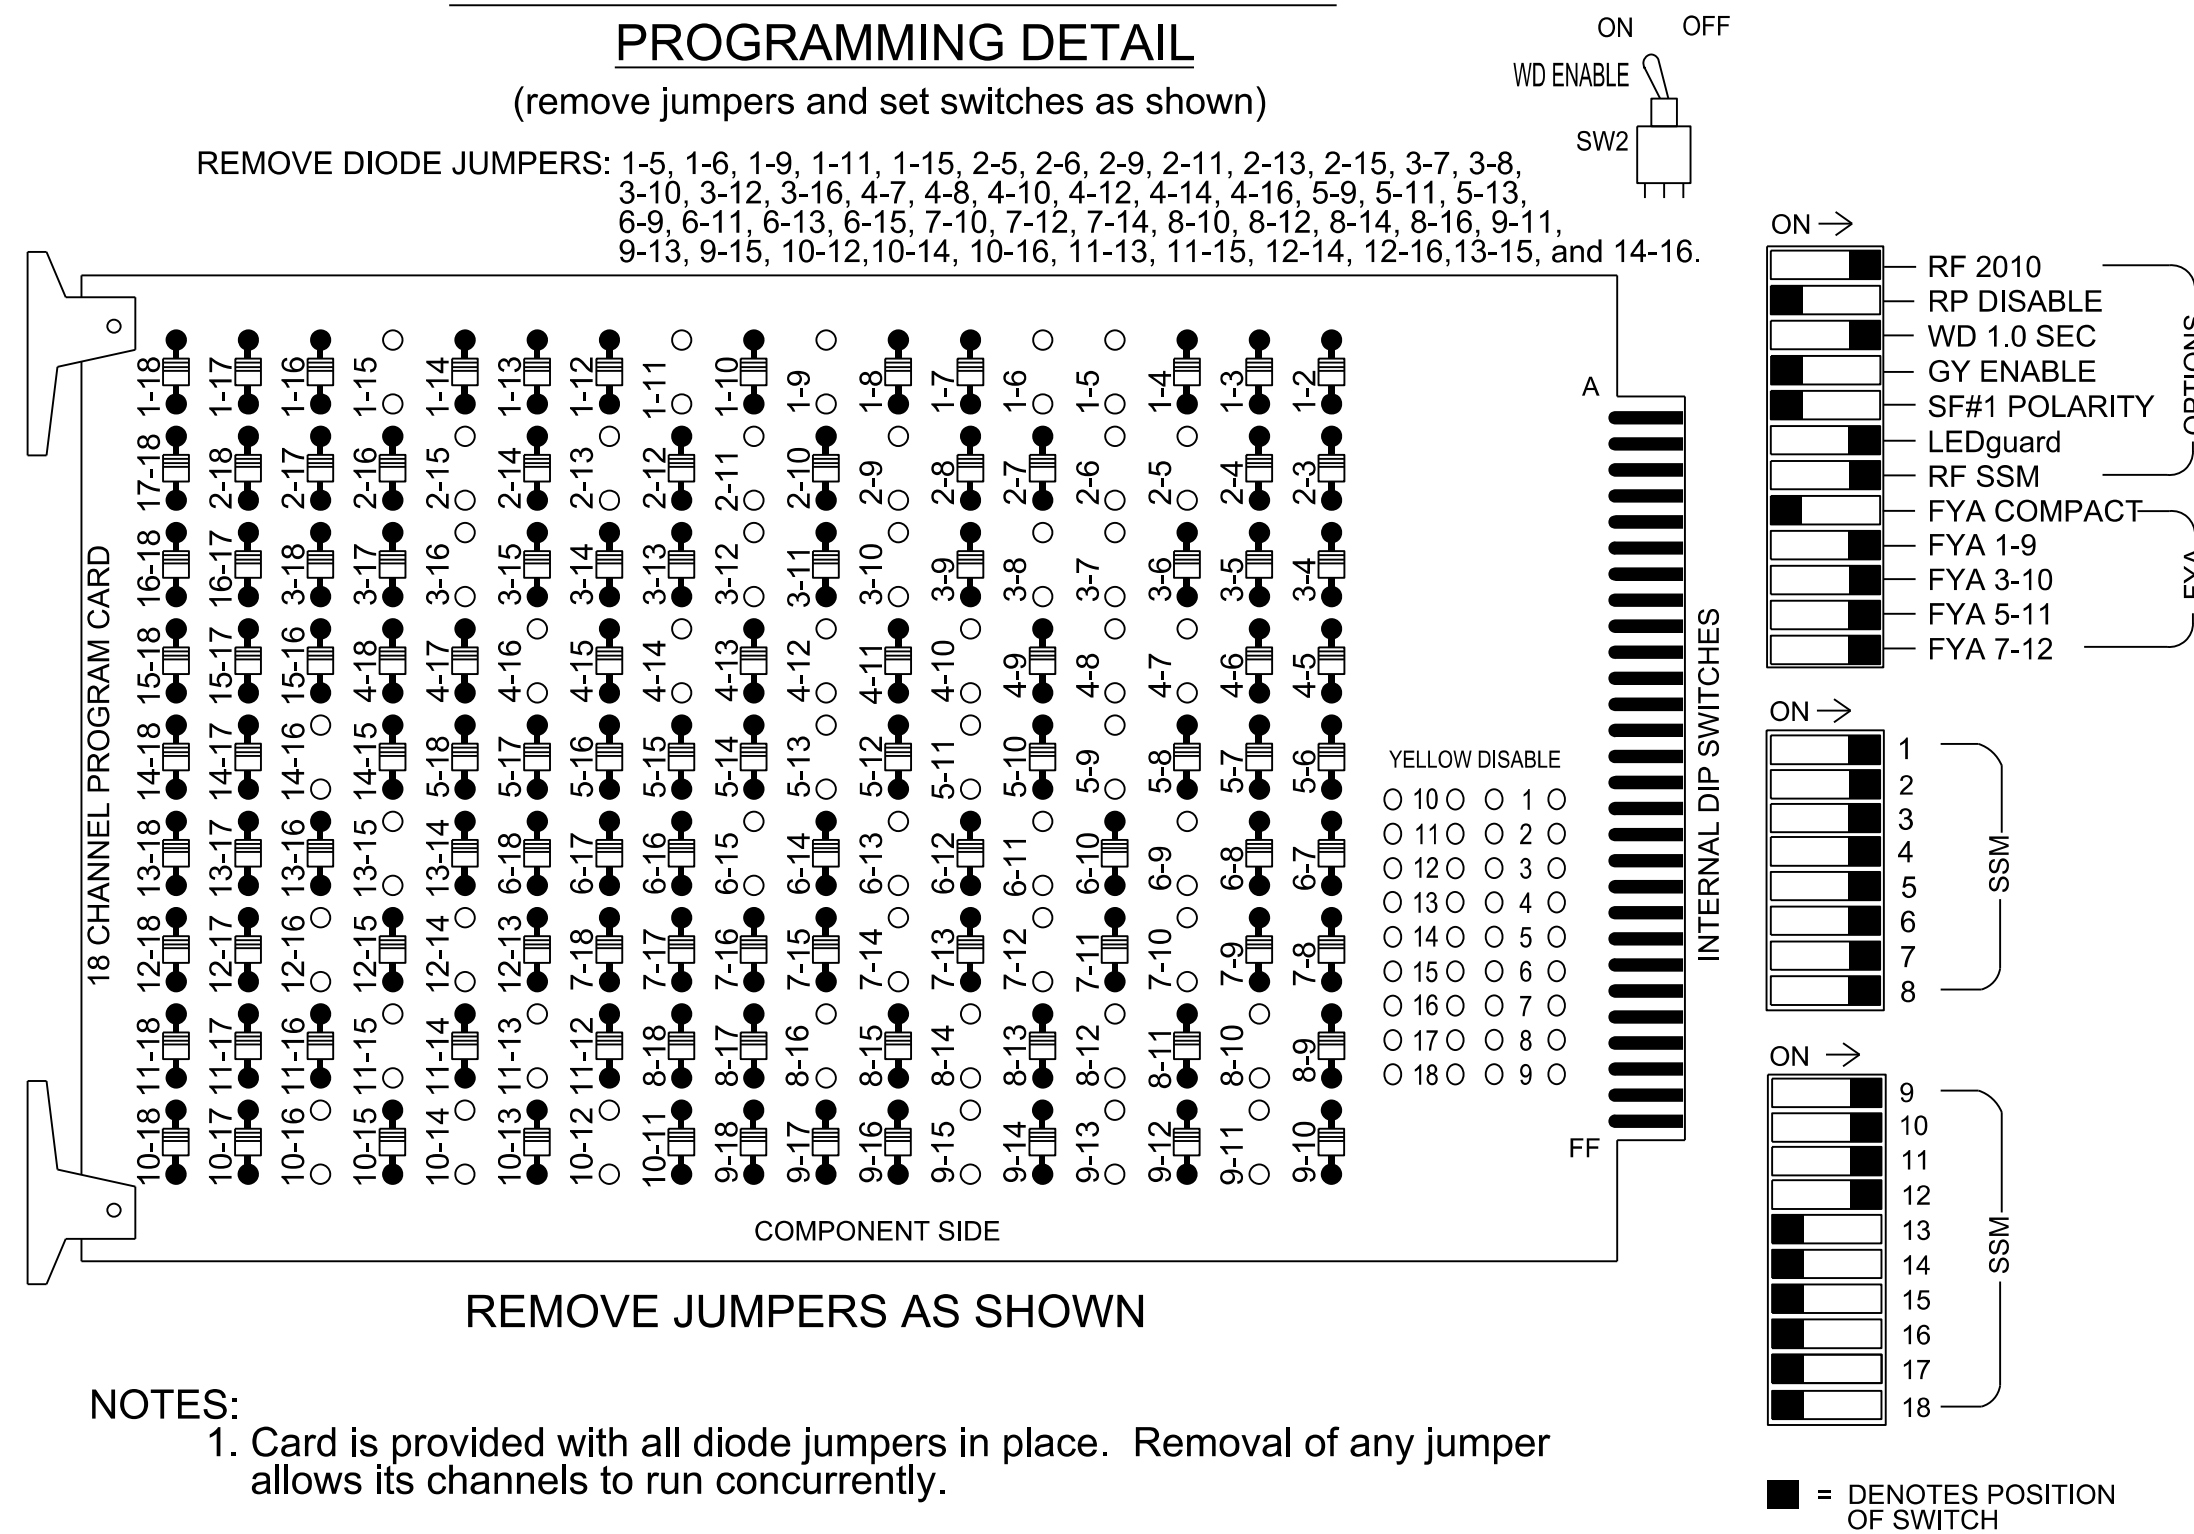 PROGRAMMING DETAIL
(remove jumpers and set switches as shown)
ON OFF
WD ENABLE
SW2
REMOVE DIODE JUMPERS: 1-5, 1-6, 1-9, 1-11, 1-15, 2-5, 2-6, 2-9, 2-11, 2-13, 2-15, 3-7, 3-8,
3-10, 3-12, 3-16, 4-7, 4-8, 4-10, 4-12, 4-14, 4-16, 5-9, 5-11, 5-13,
6-9, 6-11, 6-13, 6-15, 7-10, 7-12, 7-14, 8-10, 8-12, 8-14, 8-16, 9-11,
9-13, 9-15, 10-12,10-14, 10-16, 11-13, 11-15, 12-14, 12-16,13-15, and 14-16.
18 CHANNEL PROGRAM CARD
1-18 1-17 1-16 1-15 1-14 1-13 1-12 1-11 1-10 1-9 1-8 1-7 1-6 1-5 1-4 1-3 1-2
17-18 2-18 2-17 2-16 2-15 2-14 2-13 2-12 2-11 2-10 2-9 2-8 2-7 2-6 2-5 2-4 2-3
16-18 16-17 3-18 3-17 3-16 3-15 3-14 3-13 3-12 3-11 3-10 3-9 3-8 3-7 3-6 3-5 3-4
15-18 15-17 15-16 4-18 4-17 4-16 4-15 4-14 4-13 4-12 4-11 4-10 4-9 4-8 4-7 4-6 4-5
14-18 14-17 14-16 14-15 5-18 5-17 5-16 5-15 5-14 5-13 5-12 5-11 5-10 5-9 5-8 5-7 5-6
13-18 13-17 13-16 13-15 13-14 6-18 6-17 6-16 6-15 6-14 6-13 6-12 6-11 6-10 6-9 6-8 6-7
12-18 12-17 12-16 12-15 12-14 12-13 7-18 7-17 7-16 7-15 7-14 7-13 7-12 7-11 7-10 7-9 7-8
11-18 11-17 11-16 11-15 11-14 11-13 11-12 8-18 8-17 8-16 8-15 8-14 8-13 8-12 8-11 8-10 8-9
10-18 10-17 10-16 10-15 10-14 10-13 10-12 10-11 9-18 9-17 9-16 9-15 9-14 9-13 9-12 9-11 9-10
YELLOW DISABLE
10 1
11 2
12 3
13 4
14 5
15 6
16 7
17 8
18 9
A
FF
COMPONENT SIDE
INTERNAL DIP SWITCHES
ON
RF 2010
RP DISABLE
WD 1.0 SEC
GY ENABLE
SF#1 POLARITY
LEDguard
RF SSM
OPTIONS
FYA COMPACT
FYA 1-9
FYA 3-10
FYA 5-11
FYA 7-12
FYA
ON
1
2
3
4
5
6
7
8
SSM
ON
9
10
11
12
13
14
15
16
17
18
SSM
REMOVE JUMPERS AS SHOWN
NOTES:
1. Card is provided with all diode jumpers in place. Removal of any jumper
allows its channels to run concurrently.
= DENOTES POSITION
OF SWITCH